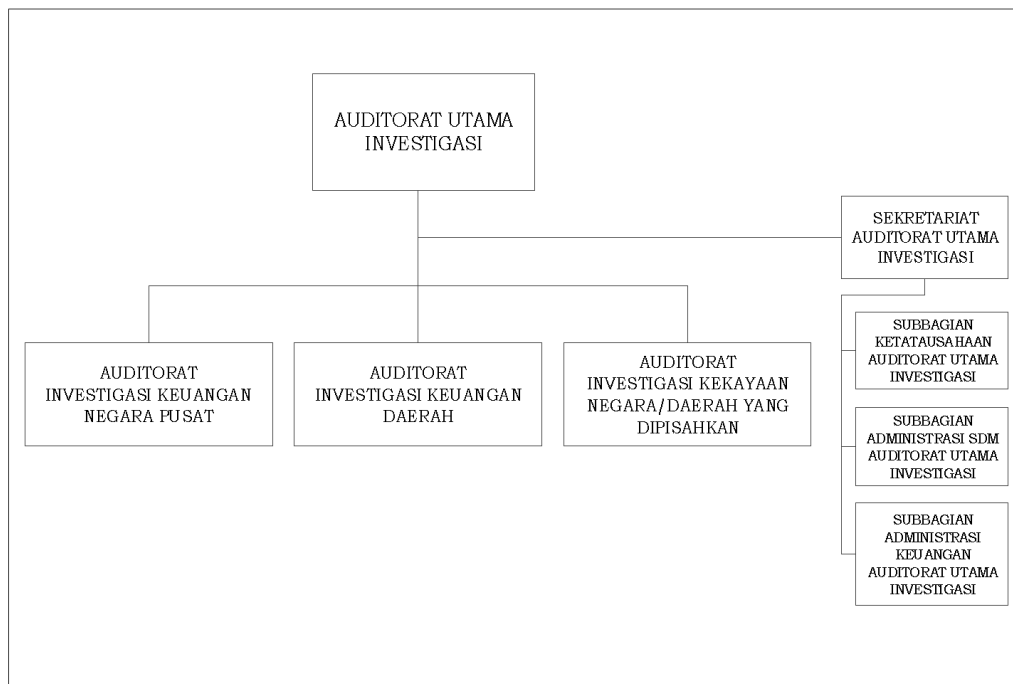 AUDITORAT UTAMA
INVESTIGASI
SEKRETARIAT
AUDITORAT UTAMA
INVESTIGASI
AUDITORAT
INVESTIGASI KEUANGAN
NEGARA PUSAT
AUDITORAT
INVESTIGASI KEUANGAN
DAERAH
AUDITORAT
INVESTIGASI KEKAYAAN
NEGARA/DAERAH YANG
DIPISAHKAN
SUBBAGIAN
KETATAUSAHAAN
AUDITORAT UTAMA
INVESTIGASI
SUBBAGIAN
ADMINISTRASI SDM
AUDITORAT UTAMA
INVESTIGASI
SUBBAGIAN
ADMINISTRASI
KEUANGAN
AUDITORAT UTAMA
INVESTIGASI